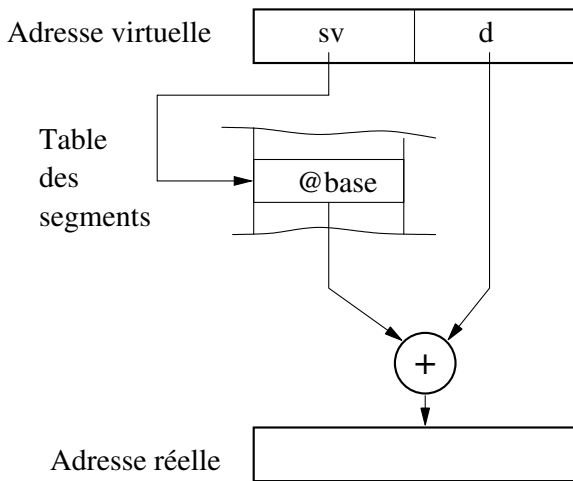 Adresse virtuelle
sv
d
Table
des
segments
@base
+
Adresse réelle